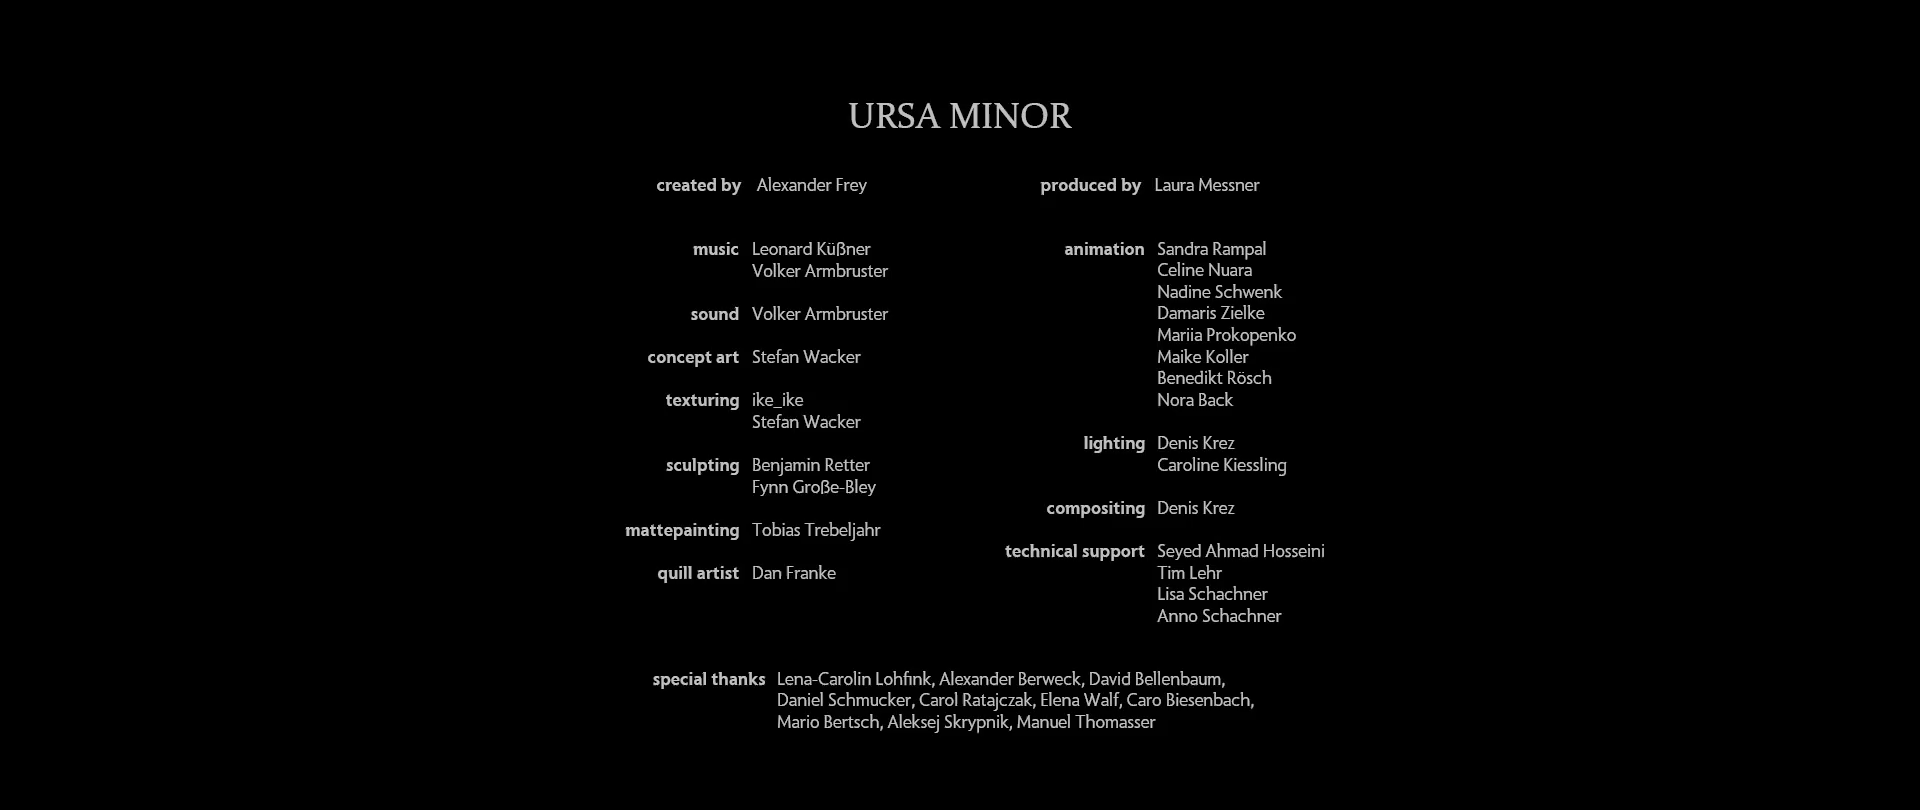 URSA MINOR
created by Alexander Frey
produced by Laura Messner
music Leonard Küßner
Volker Armbruster
sound Volker Armbruster
concept art Stefan Wacker
texturing ike_ike
Stefan Wacker
sculpting Benjamin Retter
Fynn Große-Bley
mattepainting Tobias Trebeljahr
quill artist Dan Franke
animation Sandra Rampal
Celine Nuara
Nadine Schwenk
Damaris Zielke
Mariia Prokopenko
Maike Koller
Benedikt Rösch
Nora Back
lighting Denis Krez
Caroline Kiessling
compositing Denis Krez
technical support Seyed Ahmad Hosseini
Tim Lehr
Lisa Schachner
Anno Schachner
special thanks Lena-Carolin Lohfink, Alexander Berweck, David Bellenbaum,
Daniel Schmucker, Carol Ratajczak, Elena Walf, Caro Biesenbach,
Mario Bertsch, Aleksej Skrypnik, Manuel Thomasser